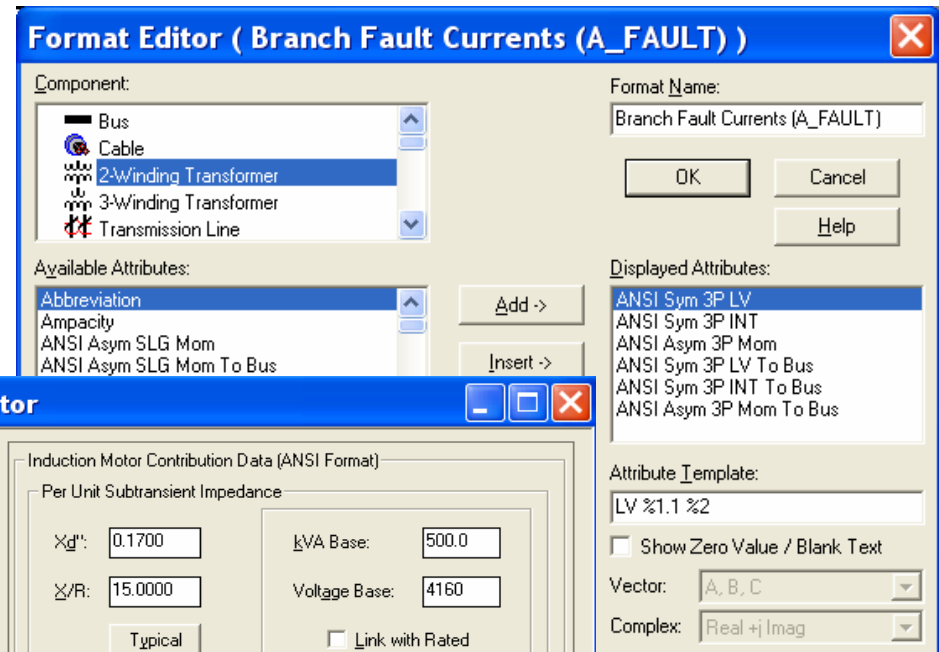 Format Editor ( Branch Fault Currents (A_FAULT) )
Component:
Bus
Cable
2-Winding Transformer
3-Winding Transformer
Transmission Line
Format Name:
Branch Fault Currents (A_FAULT)
OK
Cancel
Help
Available Attributes:
Abbreviation
Ampacity
ANSI Asym SLG Mom
ANSI Asym SLG Mom To Bus
Add ->
Insert ->
Displayed Attributes:
ANSI Sym 3P LV
ANSI Sym 3P INT
ANSI Asym 3P Mom
ANSI Sym 3P LV To Bus
ANSI Sym 3P INT To Bus
ANSI Asym 3P Mom To Bus
Attribute Template:
LV %1.1 %2
Show Zero Value / Blank Text
Vector: A, B, C
Complex: Real +j Imag
tor
Induction Motor Contribution Data (ANSI Format)
Per Unit Subtransient Impedance
Xd": 0.1700
kVA Base: 500.0
X/R: 15.0000
Voltage Base: 4160
Typical
Link with Rated